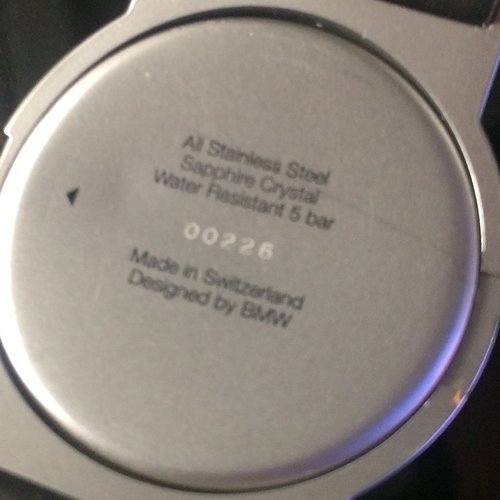 All Stainless Steel
Sapphire Crystal
Water Resistant 5 bar
00226
Made in Switzerland
Designed by BMW